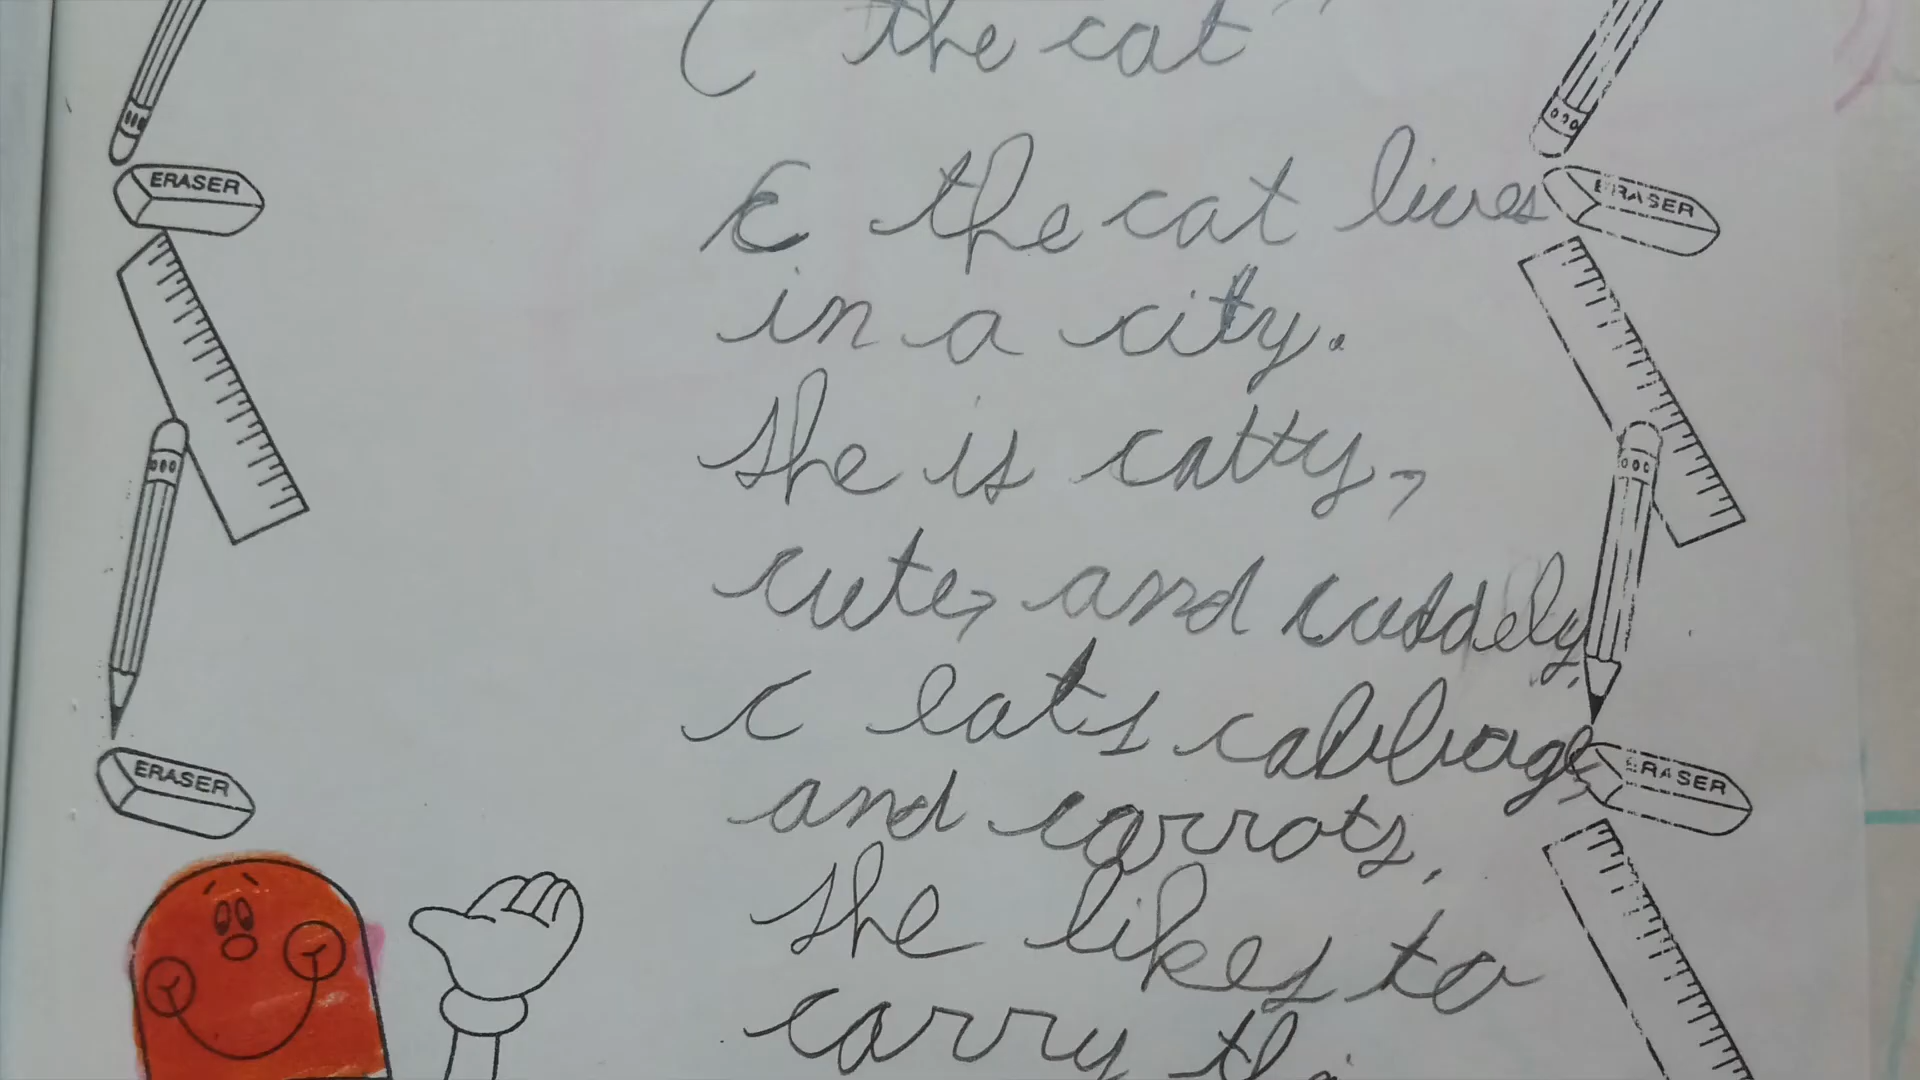 C "the cat"
C the cat lives
in a city.
she is catty,
cute, and cuddely,
C eats cabbage,
and carrots,
she likes to
carry
ERASER
ERASER
ERASER
ERASER